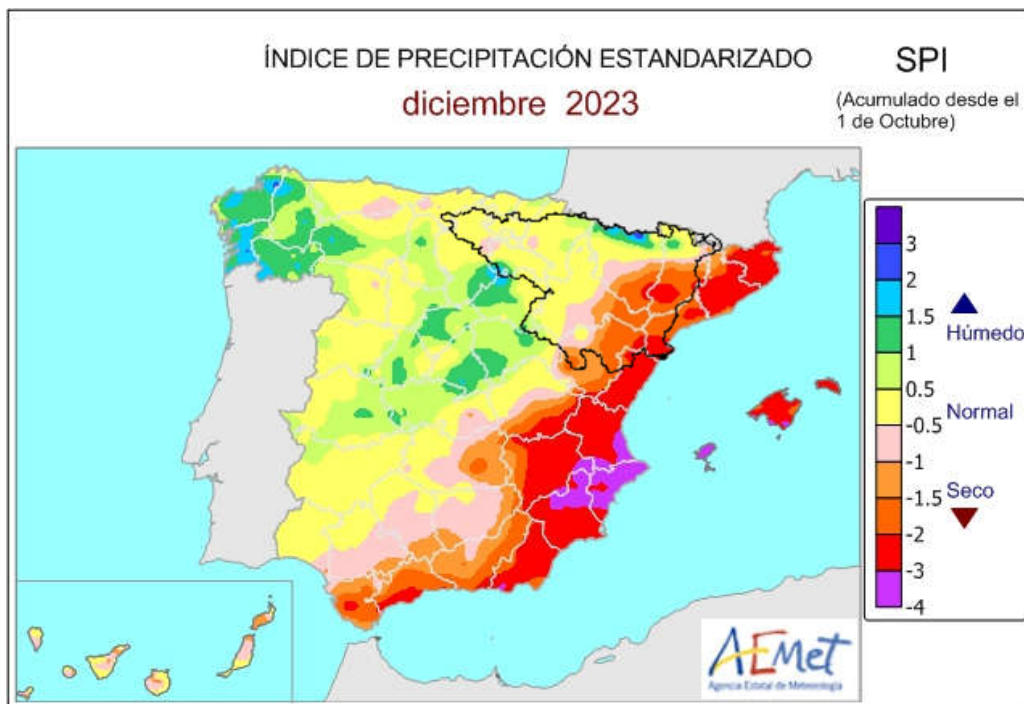 ÍNDICE DE PRECIPITACIÓN ESTANDARIZADO
SPI
diciembre 2023
(Acumulado desde el
1 de Octubre)
3
2
1.5
1
0.5
-0.5
-1
-1.5
-2
-3
-4
Húmedo
Normal
Seco
AEMet
Agencia Estatal de Meteorología